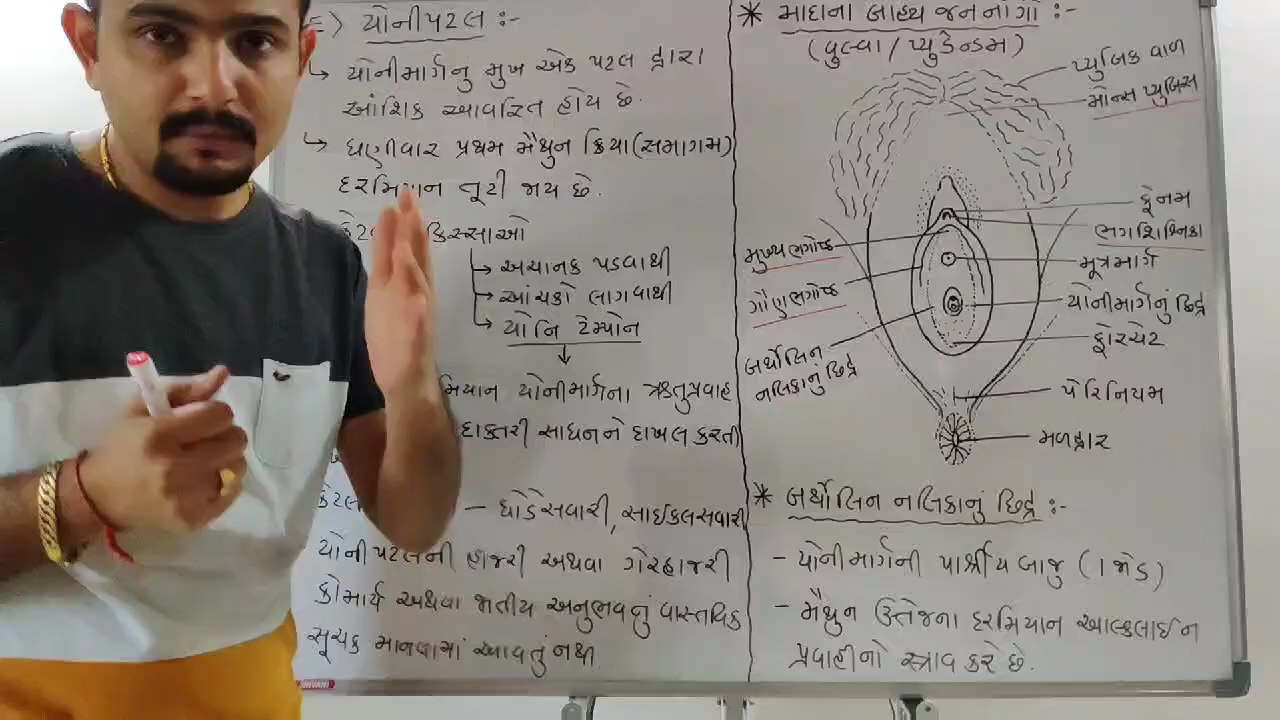 => યોનીપટલ :-
↳ યોનીમાર્ગનુ મુખ એક પટલ દ્વારા
આંશિક આવરિત હોય છે.
↳ ઘણીવાર પ્રથમ મૈથુન ક્રિયા(સમાગમ)
દરમિયાન તૂટી જાય છે.
કિસ્સાઓ
→ અચાનક પડવાથી
→ આંચકો લાગવાથી
→ યોનિ ટેમ્પોન
યોનીમાર્ગના ઋતુપ્રવાહ
દાક્તરી સાધનને દાખલ કરતી
— ઘોડેસવારી, સાઇકલસવારી
યોનીપટલની હાજરી અથવા ગેરહાજરી
કૌમાર્ય અથવા જાતીય અનુભવનું વાસ્તવિક
સૂચક માનવામાં આવતું નથી
* માદાના બાહ્ય જનનાંગો :-
(વુલ્વા / પ્યુડેન્ડમ)
પ્યુબિક વાળ
મોન્સ પ્યુબિસ
ફ્રેનમ
ભગશિશ્નિકા
મૂત્રમાર્ગ
યોનીમાર્ગનું છિદ્ર
ફોરચેટ
પેરિનિયમ
મળદ્વાર
મુખ્યભગોષ્ઠ
ગૌણભગોષ્ઠ
બર્થોલિન
નલિકાનું છિદ્ર
* બર્થોલિન નલિકાનું છિદ્ર :-
- યોનીમાર્ગની પાર્શ્વીય બાજુ (1 જોડ)
- મૈથુન ઉત્તેજના દરમિયાન આલ્કલાઈન
પ્રવાહીનો સ્ત્રાવ કરે છે.